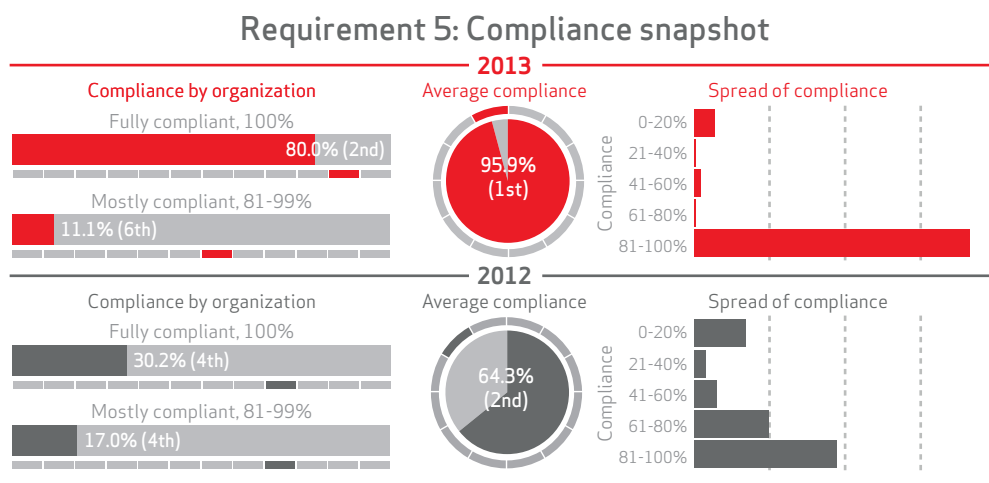 Requirement 5: Compliance snapshot
2013
Compliance by organization
Fully compliant, 100%
80.0% (2nd)
Mostly compliant, 81-99%
11.1% (6th)
Average compliance
95.9%
(1st)
Spread of compliance
Compliance
0-20%
21-40%
41-60%
61-80%
81-100%
2012
Compliance by organization
Fully compliant, 100%
30.2% (4th)
Mostly compliant, 81-99%
17.0% (4th)
Average compliance
64.3%
(2nd)
Spread of compliance
Compliance
0-20%
21-40%
41-60%
61-80%
81-100%